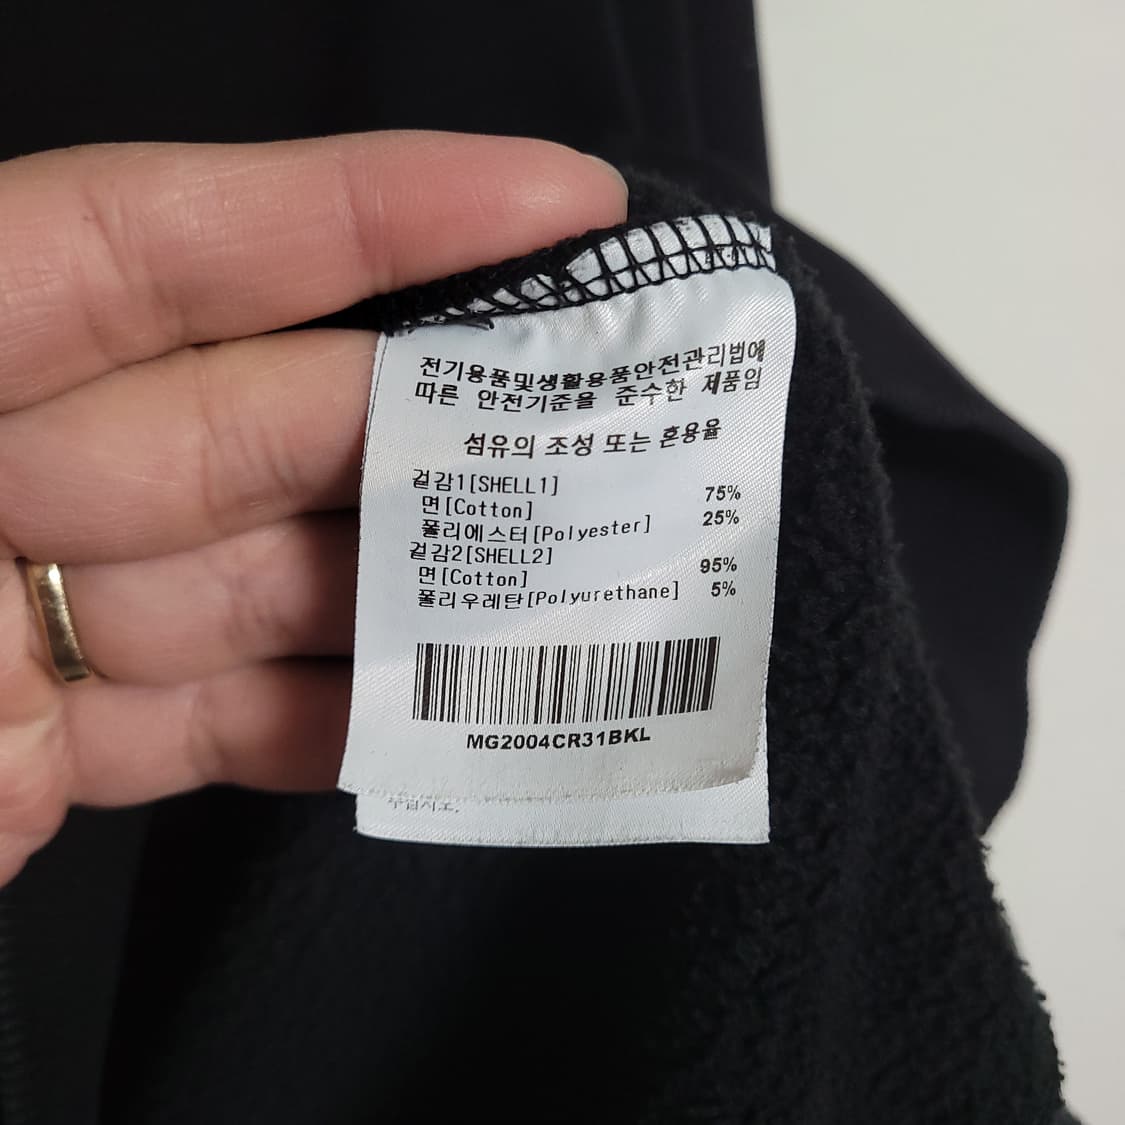 전기용품및생활용품안전관리법에
따른 안전기준을 준수한 제품임
섬유의 조성 또는 혼용율
겉감1[SHELL1]
면[Cotton] 75%
폴리에스터[Polyester] 25%
겉감2[SHELL2]
면[Cotton] 95%
폴리우레탄[Polyurethane] 5%
MG2004CR31BKL